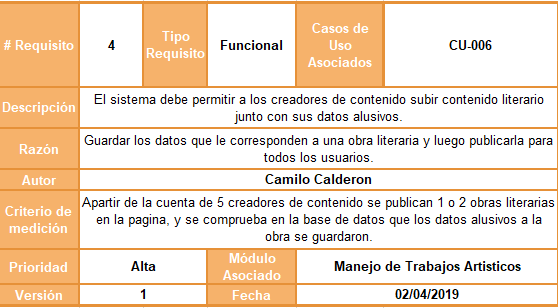 # Requisito 4 Tipo Requisito Funcional Casos de Uso Asociados CU-006
Descripción El sistema debe permitir a los creadores de contenido subir contenido literario
junto con sus datos alusivos.
Razón Guardar los datos que le corresponden a una obra literaria y luego publicarla para
todos los usuarios.
Autor Camilo Calderon
Criterio de medición Apartir de la cuenta de 5 creadores de contenido se publican 1 o 2 obras literarias
en la pagina, y se comprueba en la base de datos que los datos alusivos a la
obra se guardaron.
Prioridad Alta Módulo Asociado Manejo de Trabajos Artisticos
Versión 1 Fecha 02/04/2019